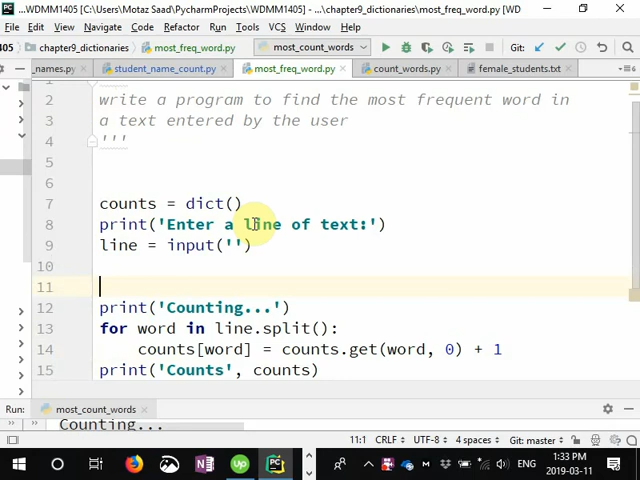 ...WDMM1405 [C:\Users\Motaz Saad\PycharmProjects\WDMM1405] - ...\chapter9_dictionaries\most_freq_word.py [...
File Edit View Navigate Code Refactor Run Tools VCS Window Help
05 chapter9_dictionaries most_freq_word.py most_count_words Git:
_names.py student_name_count.py most_freq_word.py count_words.py female_students.txt
2 write a program to find the most frequent word in
3 a text entered by the user
4 '''
5
6
7 counts = dict()
8 print('Enter a line of text:')
9 line = input('')
10
11
12 print('Counting...')
13 for word in line.split():
14 counts[word] = counts.get(word, 0) + 1
15 print('Counts', counts)
Run: most_count_words
Counting...
11:1 CRLF UTF-8 4 spaces Git: master
ENG 1:33 PM
2019-03-11